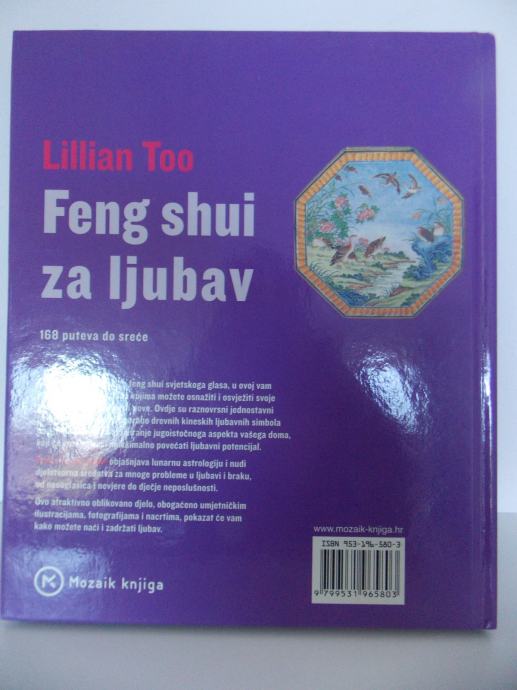 Lillian Too
Feng shui
za ljubav
168 puteva do sreće
feng shui svjetskoga glasa, u ovoj vam
kojima možete osnažiti i osvježiti svoje
Ovdje su raznovrsni jednostavni
drevnih kineskih ljubavnih simbola
jugoistočnoga aspekta vašega doma,
povećati ljubavni potencijal.
objašnjava lunarnu astrologiju i nudi
djelotvorna sredstva za mnoge probleme u ljubavi i braku,
od neoglasica i nevjere do dječje neposlušnosti.
Ovo atraktivno oblikovano djelo, obogaćeno umjetničkim
ilustracijama, fotografijama i nacrtima, pokazat će vam
kako možete naći i zadržati ljubav.
www.mozaik-knjiga.hr
ISBN 953-196-580-3
9 799531 965803
Mozaik knjiga